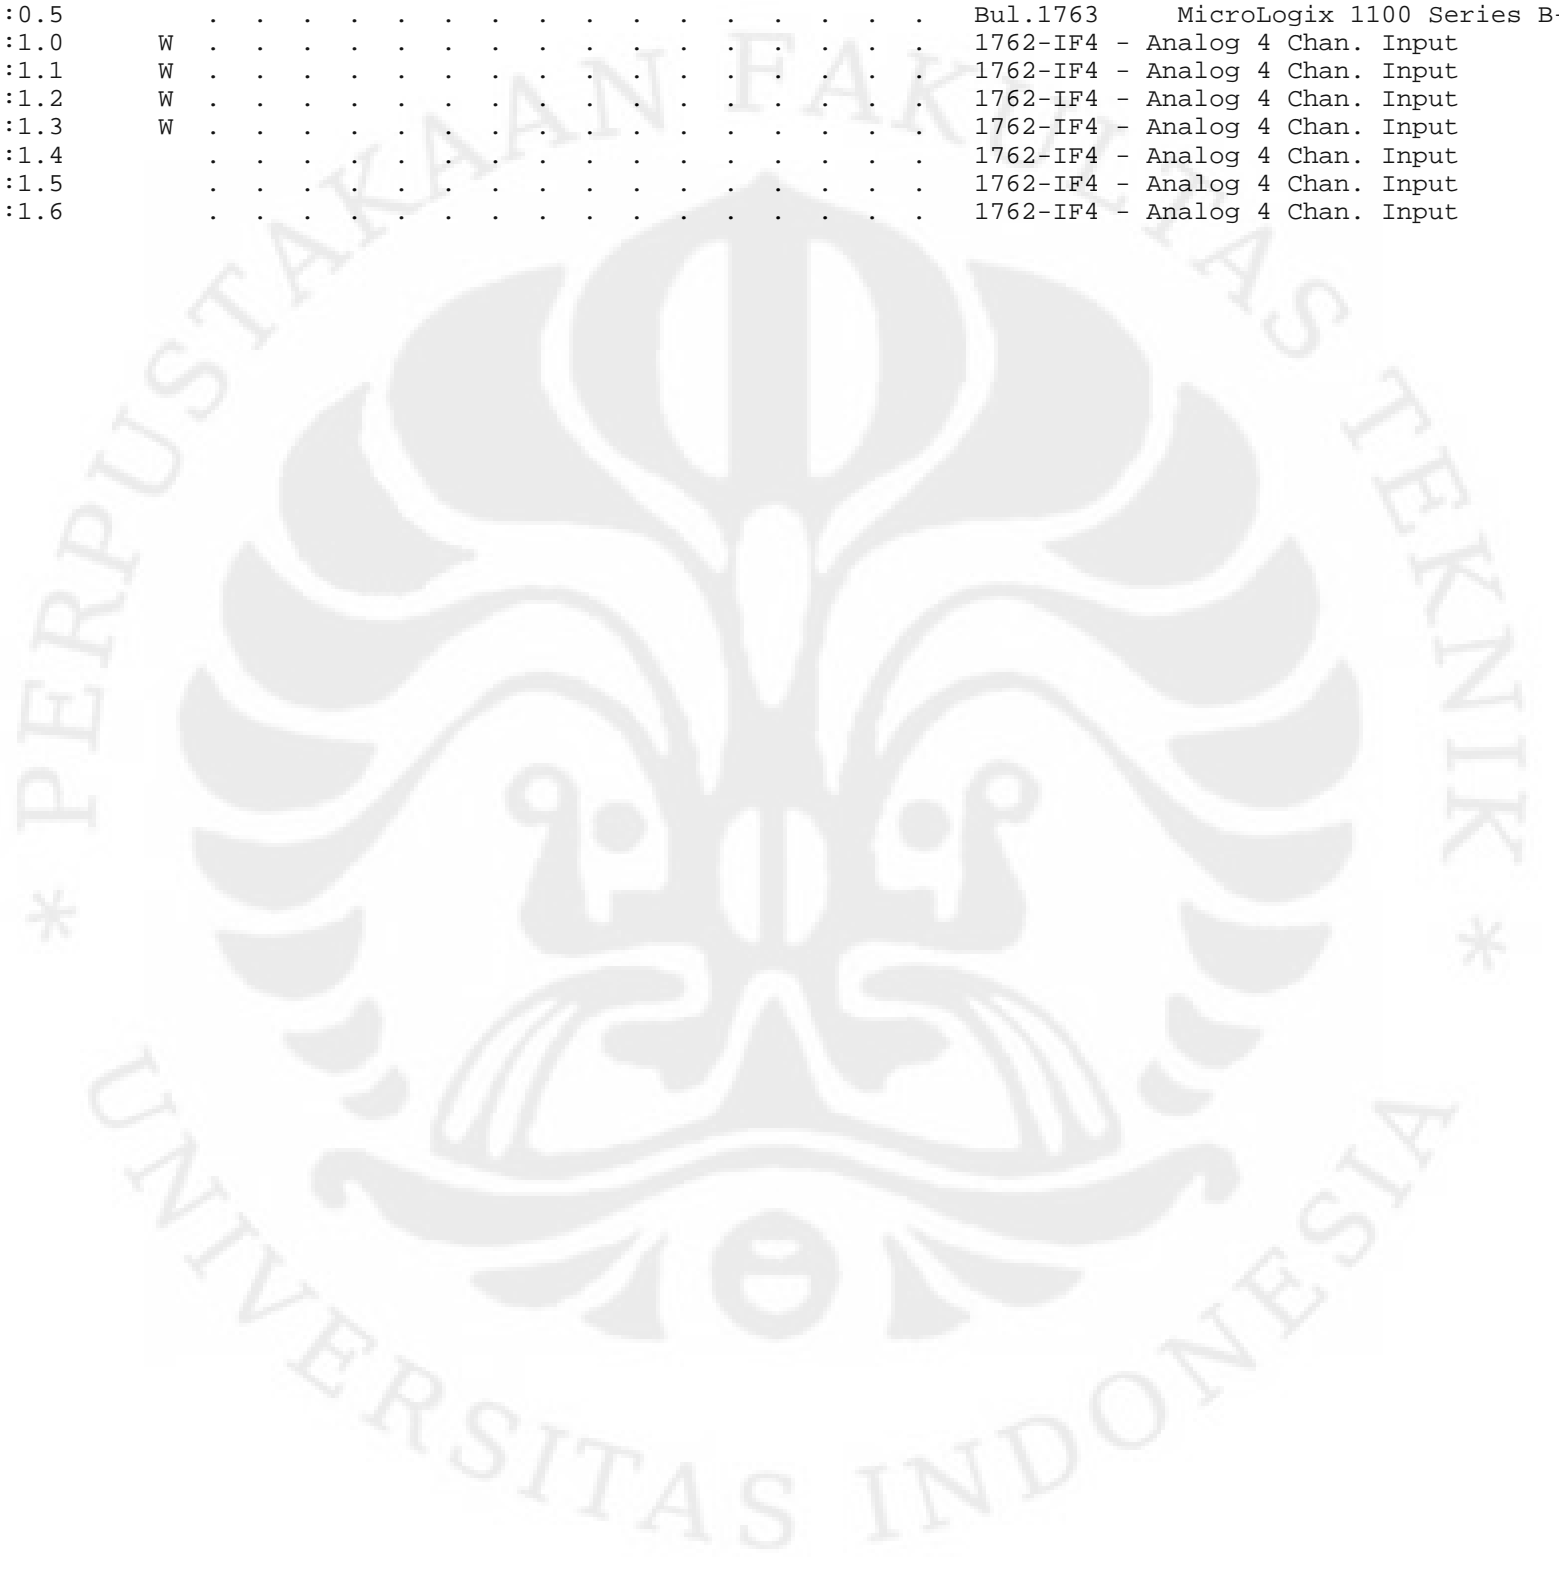 :0.5 . . . . . . . . . . . . . . . . Bul.1763 MicroLogix 1100 Series B-
:1.0 W . . . . . . . . . . . . . . . . 1762-IF4 - Analog 4 Chan. Input
:1.1 W . . . . . . . . . . . . . . . . 1762-IF4 - Analog 4 Chan. Input
:1.2 W . . . . . . . . . . . . . . . . 1762-IF4 - Analog 4 Chan. Input
:1.3 W . . . . . . . . . . . . . . . . 1762-IF4 - Analog 4 Chan. Input
:1.4 . . . . . . . . . . . . . . . . 1762-IF4 - Analog 4 Chan. Input
:1.5 . . . . . . . . . . . . . . . . 1762-IF4 - Analog 4 Chan. Input
:1.6 . . . . . . . . . . . . . . . . 1762-IF4 - Analog 4 Chan. Input
* PERPUSTAKAAN FAKULTAS TEKNIK *
UNIVERSITAS INDONESIA